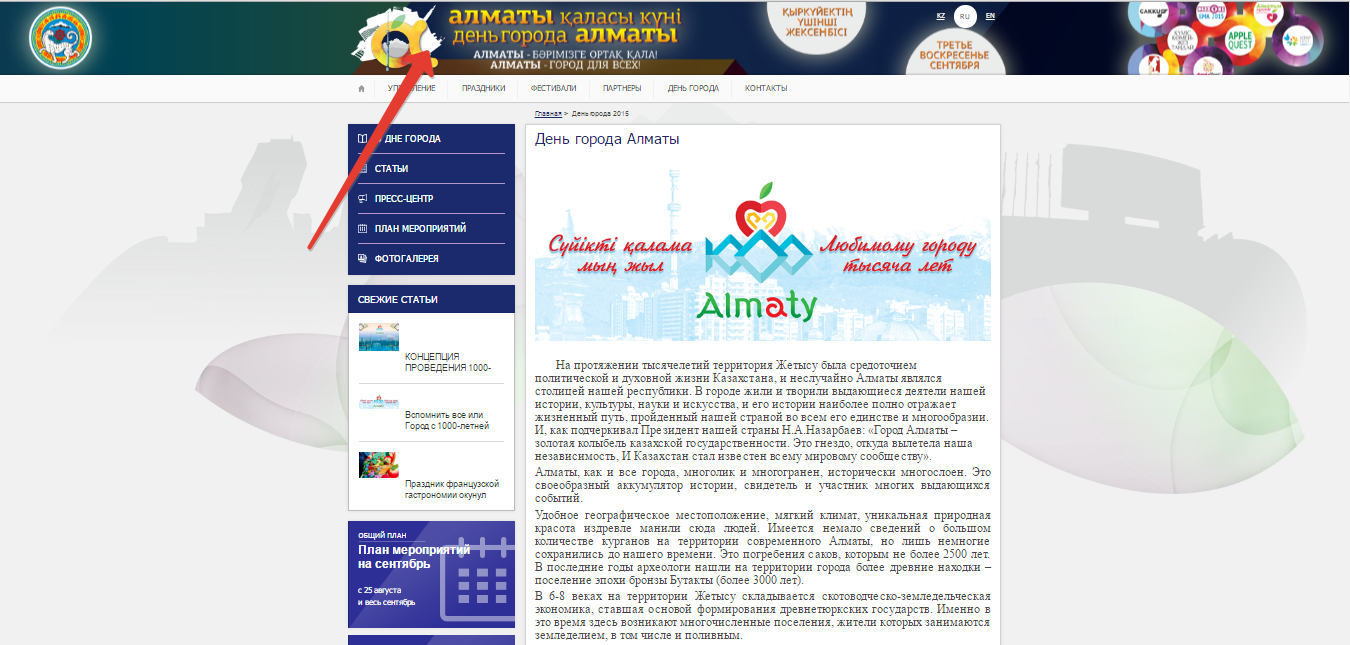 алматы қаласы күні
день города алматы
АЛМАТЫ - БӘРІМІЗГЕ ОРТАҚ ҚАЛА!
АЛМАТЫ - ГОРОД ДЛЯ ВСЕХ!
ҚЫРКҮЙЕКТІҢ
ҮШІНШІ
ЖЕКСЕНБІСІ
KZ
RU
EN
ТРЕТЬЕ
ВОСКРЕСЕНЬЕ
СЕНТЯБРЯ
APPLE
QUEST
ПРАЗДНИКИ
ФЕСТИВАЛИ
ПАРТНЕРЫ
ДЕНЬ ГОРОДА
КОНТАКТЫ
Главная > День города 2015
ДНЕ ГОРОДА
СТАТЬИ
ПРЕСС-ЦЕНТР
ПЛАН МЕРОПРИЯТИЙ
ФОТОГАЛЕРЕЯ
СВЕЖИЕ СТАТЬИ
КОНЦЕПЦИЯ
ПРОВЕДЕНИЯ 1000-
Вспомнить все или
Город с 1000-летней
Праздник французской
гастрономии окунул
ОБЩИЙ ПЛАН
План мероприятий
на сентябрь
с 25 августа
и весь сентябрь
День города Алматы
Сүйікті қалама
мың жыл
Любимому городу
тысяча лет
Almaty
На протяжении тысячелетий территория Жетысу была средоточием
политической и духовной жизни Казахстана, и неслучайно Алматы являлся
столицей нашей республики. В городе жили и творили выдающиеся деятели нашей
истории, культуры, науки и искусства, и его истории наиболее полно отражает
жизненный путь, пройденный нашей страной во всем его единстве и многообразии.
И, как подчеркивал Президент нашей страны Н.А.Назарбаев: «Город Алматы –
золотая колыбель казахской государственности. Это гнездо, откуда вылетела наша
независимость, И Казахстан стал известен всему мировому сообществу».
Алматы, как и все города, многолик и многогранен, исторически многослоен. Это
своеобразный аккумулятор истории, свидетель и участник многих выдающихся
событий.
Удобное географическое местоположение, мягкий климат, уникальная природная
красота издревле манили сюда людей. Имеется немало сведений о большом
количестве курганов на территории современного Алматы, но лишь немногие
сохранились до нашего времени. Это погребения саков, которым не более 2500 лет.
В последние годы археологи нашли на территории города более древние находки –
поселение эпохи бронзы Бутакты (более 3000 лет).
В 6-8 веках на территории Жетысу складывается скотоводческо-земледельческая
экономика, ставшая основой формирования древнетюркских государств. Именно в
это время здесь возникают многочисленные поселения, жители которых занимаются
земледелием, в том числе и поливным.